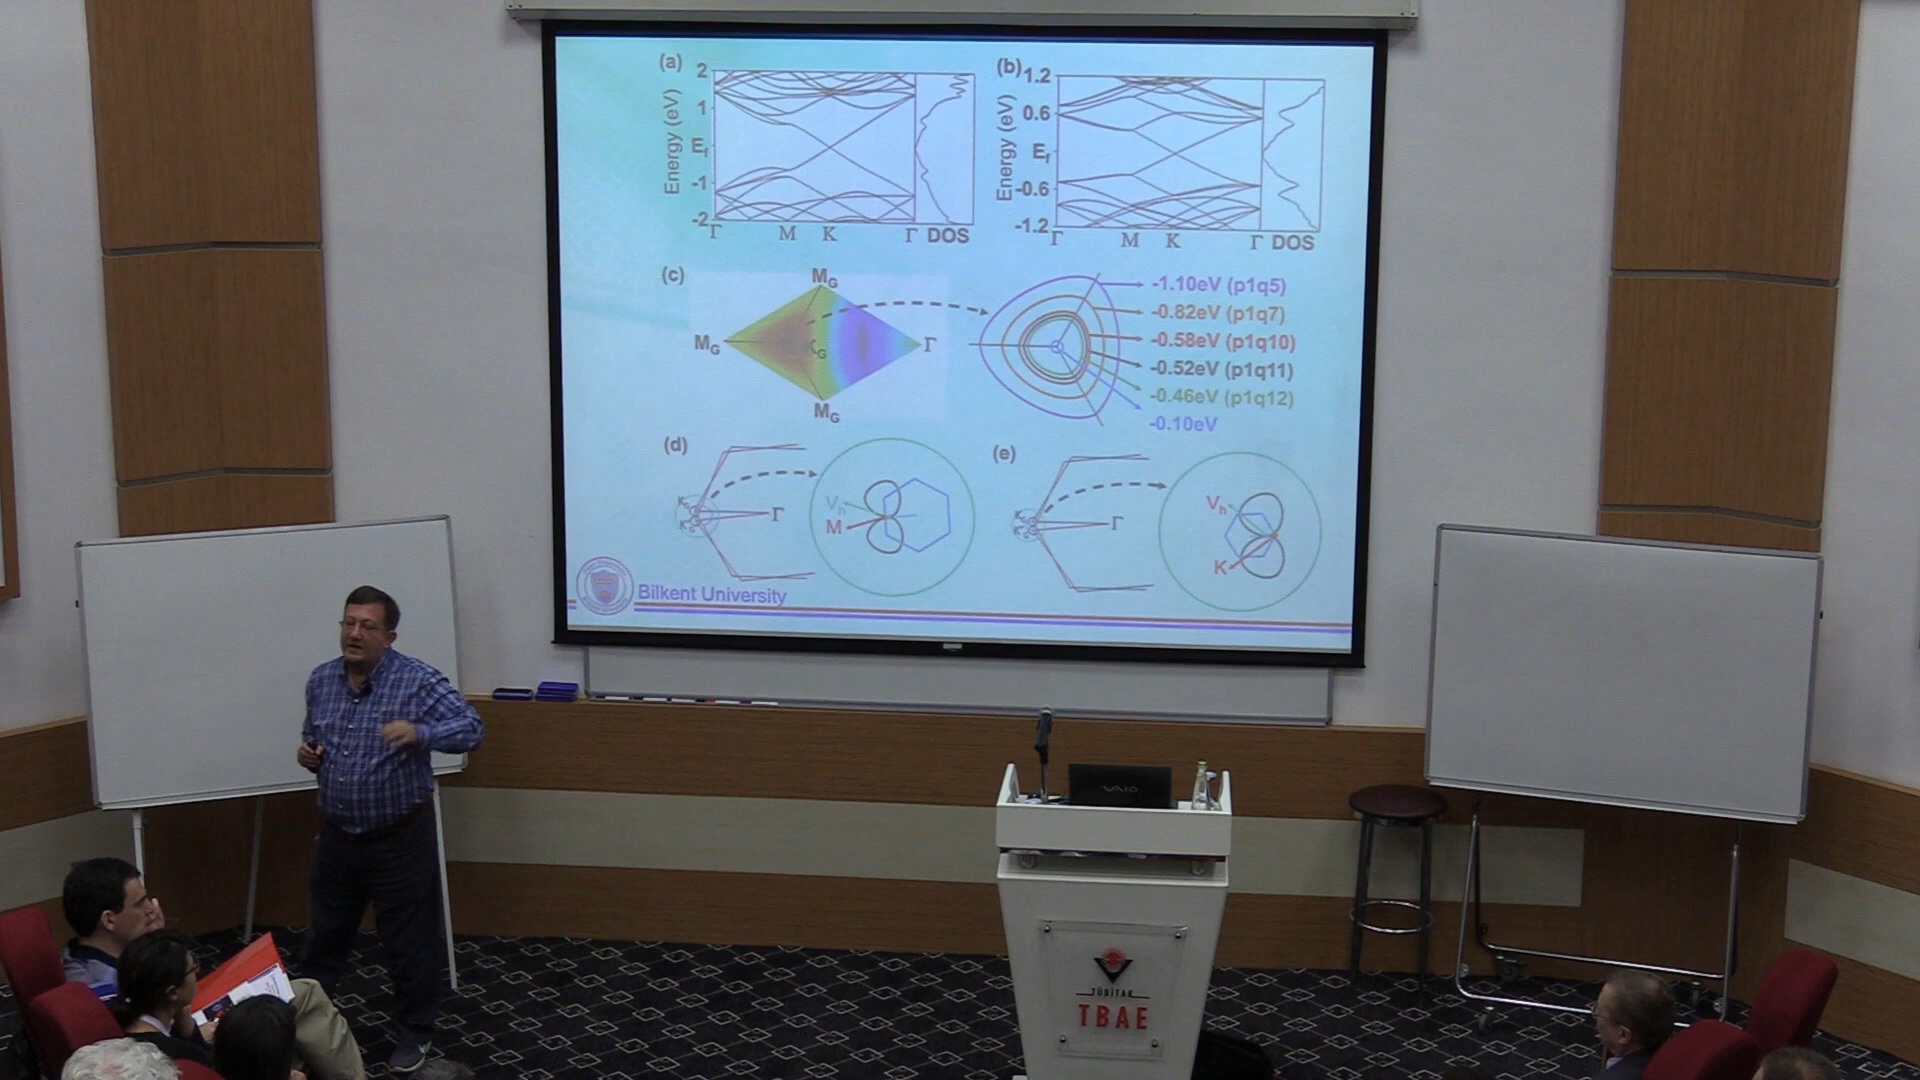 (a)
2
1
Ef
-1
-2
Energy (eV)
Γ M K Γ DOS
(b)
1.2
0.6
Ef
-0.6
-1.2
Energy (eV)
Γ M K Γ DOS
(c)
MG
MG
KG
Γ
MG
-1.10eV (p1q5)
-0.82eV (p1q7)
-0.58eV (p1q10)
-0.52eV (p1q11)
-0.46eV (p1q12)
-0.10eV
(d)
Γ
Vh
M
(e)
Γ
Vh
K
Bilkent University
VAIO
TÜBİTAK
TBAE